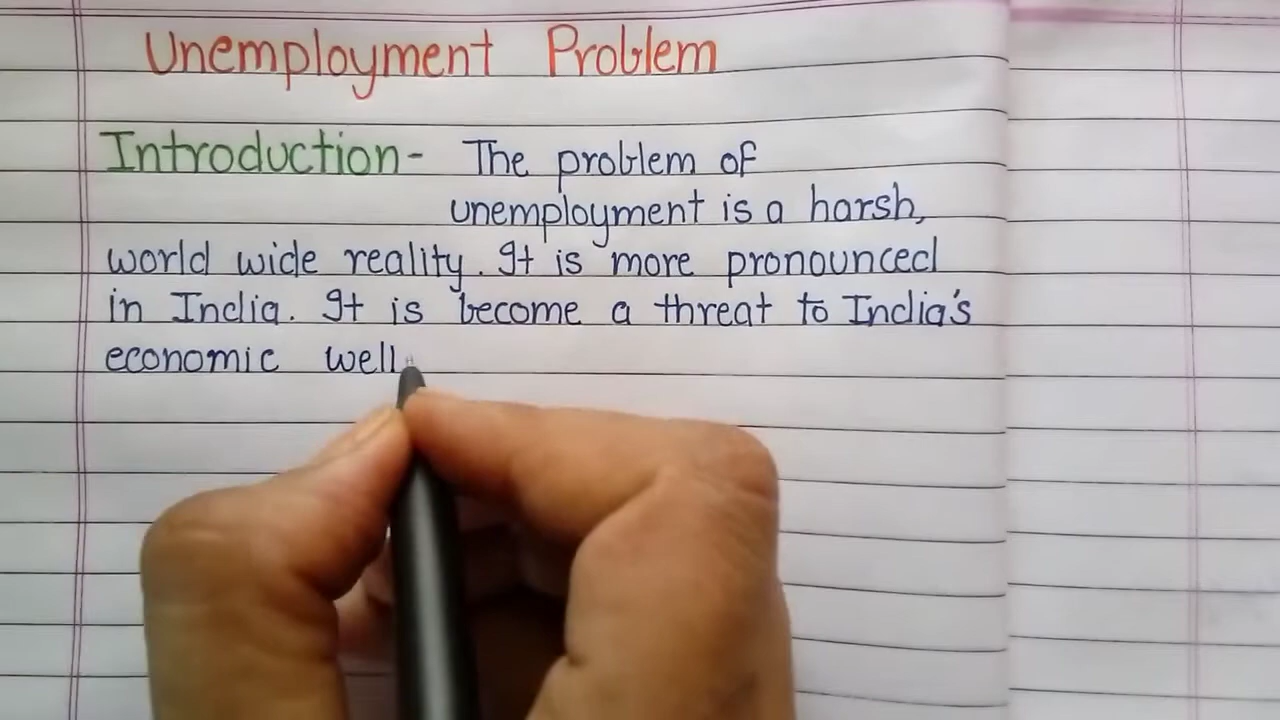 Unemployment Problem
Introduction- The problem of
unemployment is a harsh,
world wide reality. It is more pronounced
in India. It is become a threat to India's
economic well